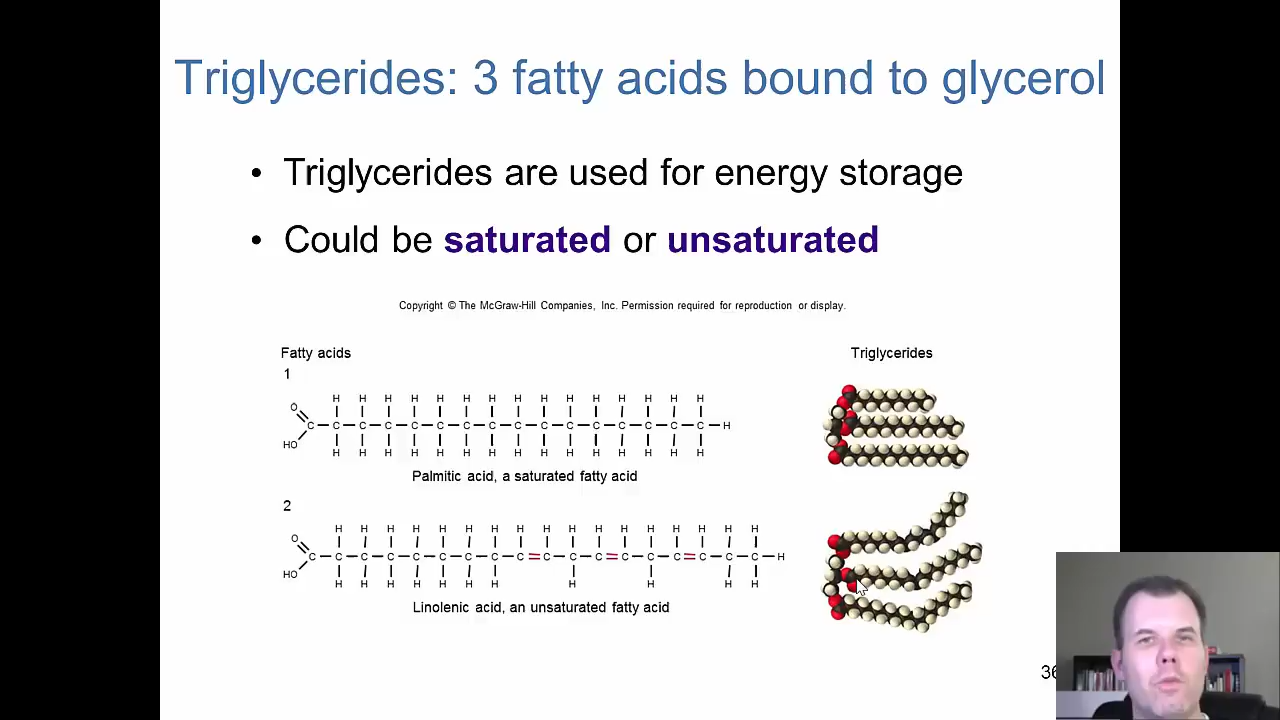 Triglycerides: 3 fatty acids bound to glycerol
• Triglycerides are used for energy storage
• Could be saturated or unsaturated
Copyright © The McGraw-Hill Companies, Inc. Permission required for reproduction or display.
Fatty acids
Triglycerides
1
H H H H H H H H H H H H H H H
O
C C C C C C C C C C C C C C C C H
HO
H H H H H H H H H H H H H H H
Palmitic acid, a saturated fatty acid
2
H H H H H H H H H H H H H H H H H
O
C C C C C C C C C = C C C = C C C = C C C H
HO
H H H H H H H H H H H
Linolenic acid, an unsaturated fatty acid
36